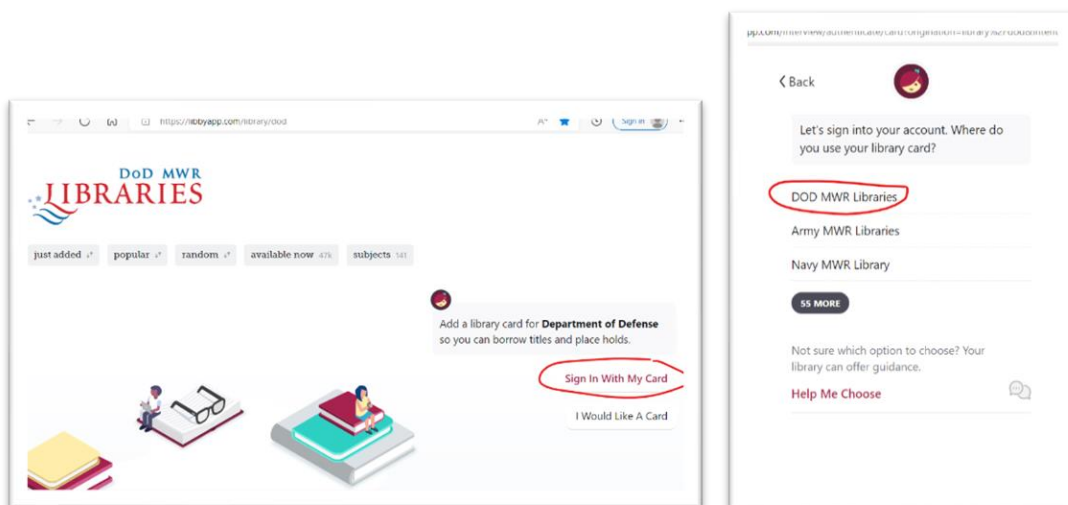 https://libbyapp.com/library/dod
Sign in
DoD MWR
LIBRARIES
just added
popular
random
available now 47k
subjects 141
Add a library card for Department of Defense
so you can borrow titles and place holds.
Sign In With My Card
I Would Like A Card
Back
Let's sign into your account. Where do
you use your library card?
DOD MWR Libraries
Army MWR Libraries
Navy MWR Library
55 MORE
Not sure which option to choose? Your
library can offer guidance.
Help Me Choose